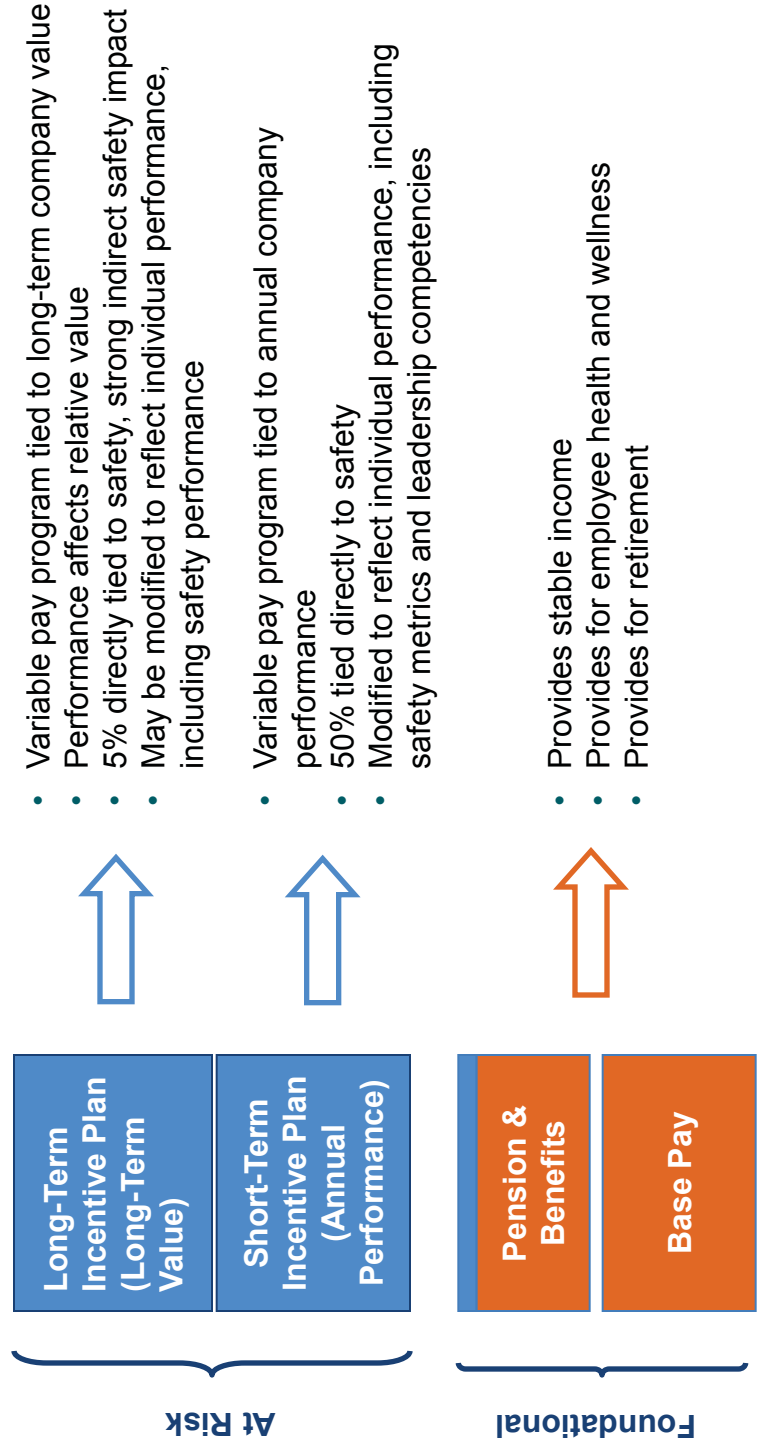 At Risk
Long-Term
Incentive Plan
(Long-Term
Value)
• Variable pay program tied to long-term company value
• Performance affects relative value
• 5% directly tied to safety, strong indirect safety impact
• May be modified to reflect individual performance,
including safety performance
Short-Term
Incentive Plan
(Annual
Performance)
• Variable pay program tied to annual company
performance
• 50% tied directly to safety
• Modified to reflect individual performance, including
safety metrics and leadership competencies
Foundational
Pension &
Benefits
Base Pay
• Provides stable income
• Provides for employee health and wellness
• Provides for retirement